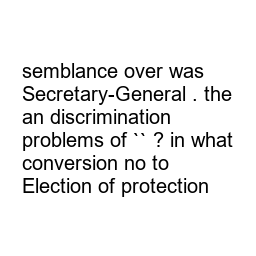 semblance over was
Secretary-General . the
an discrimination
problems of `` ? in what
conversion no to
Election of protection